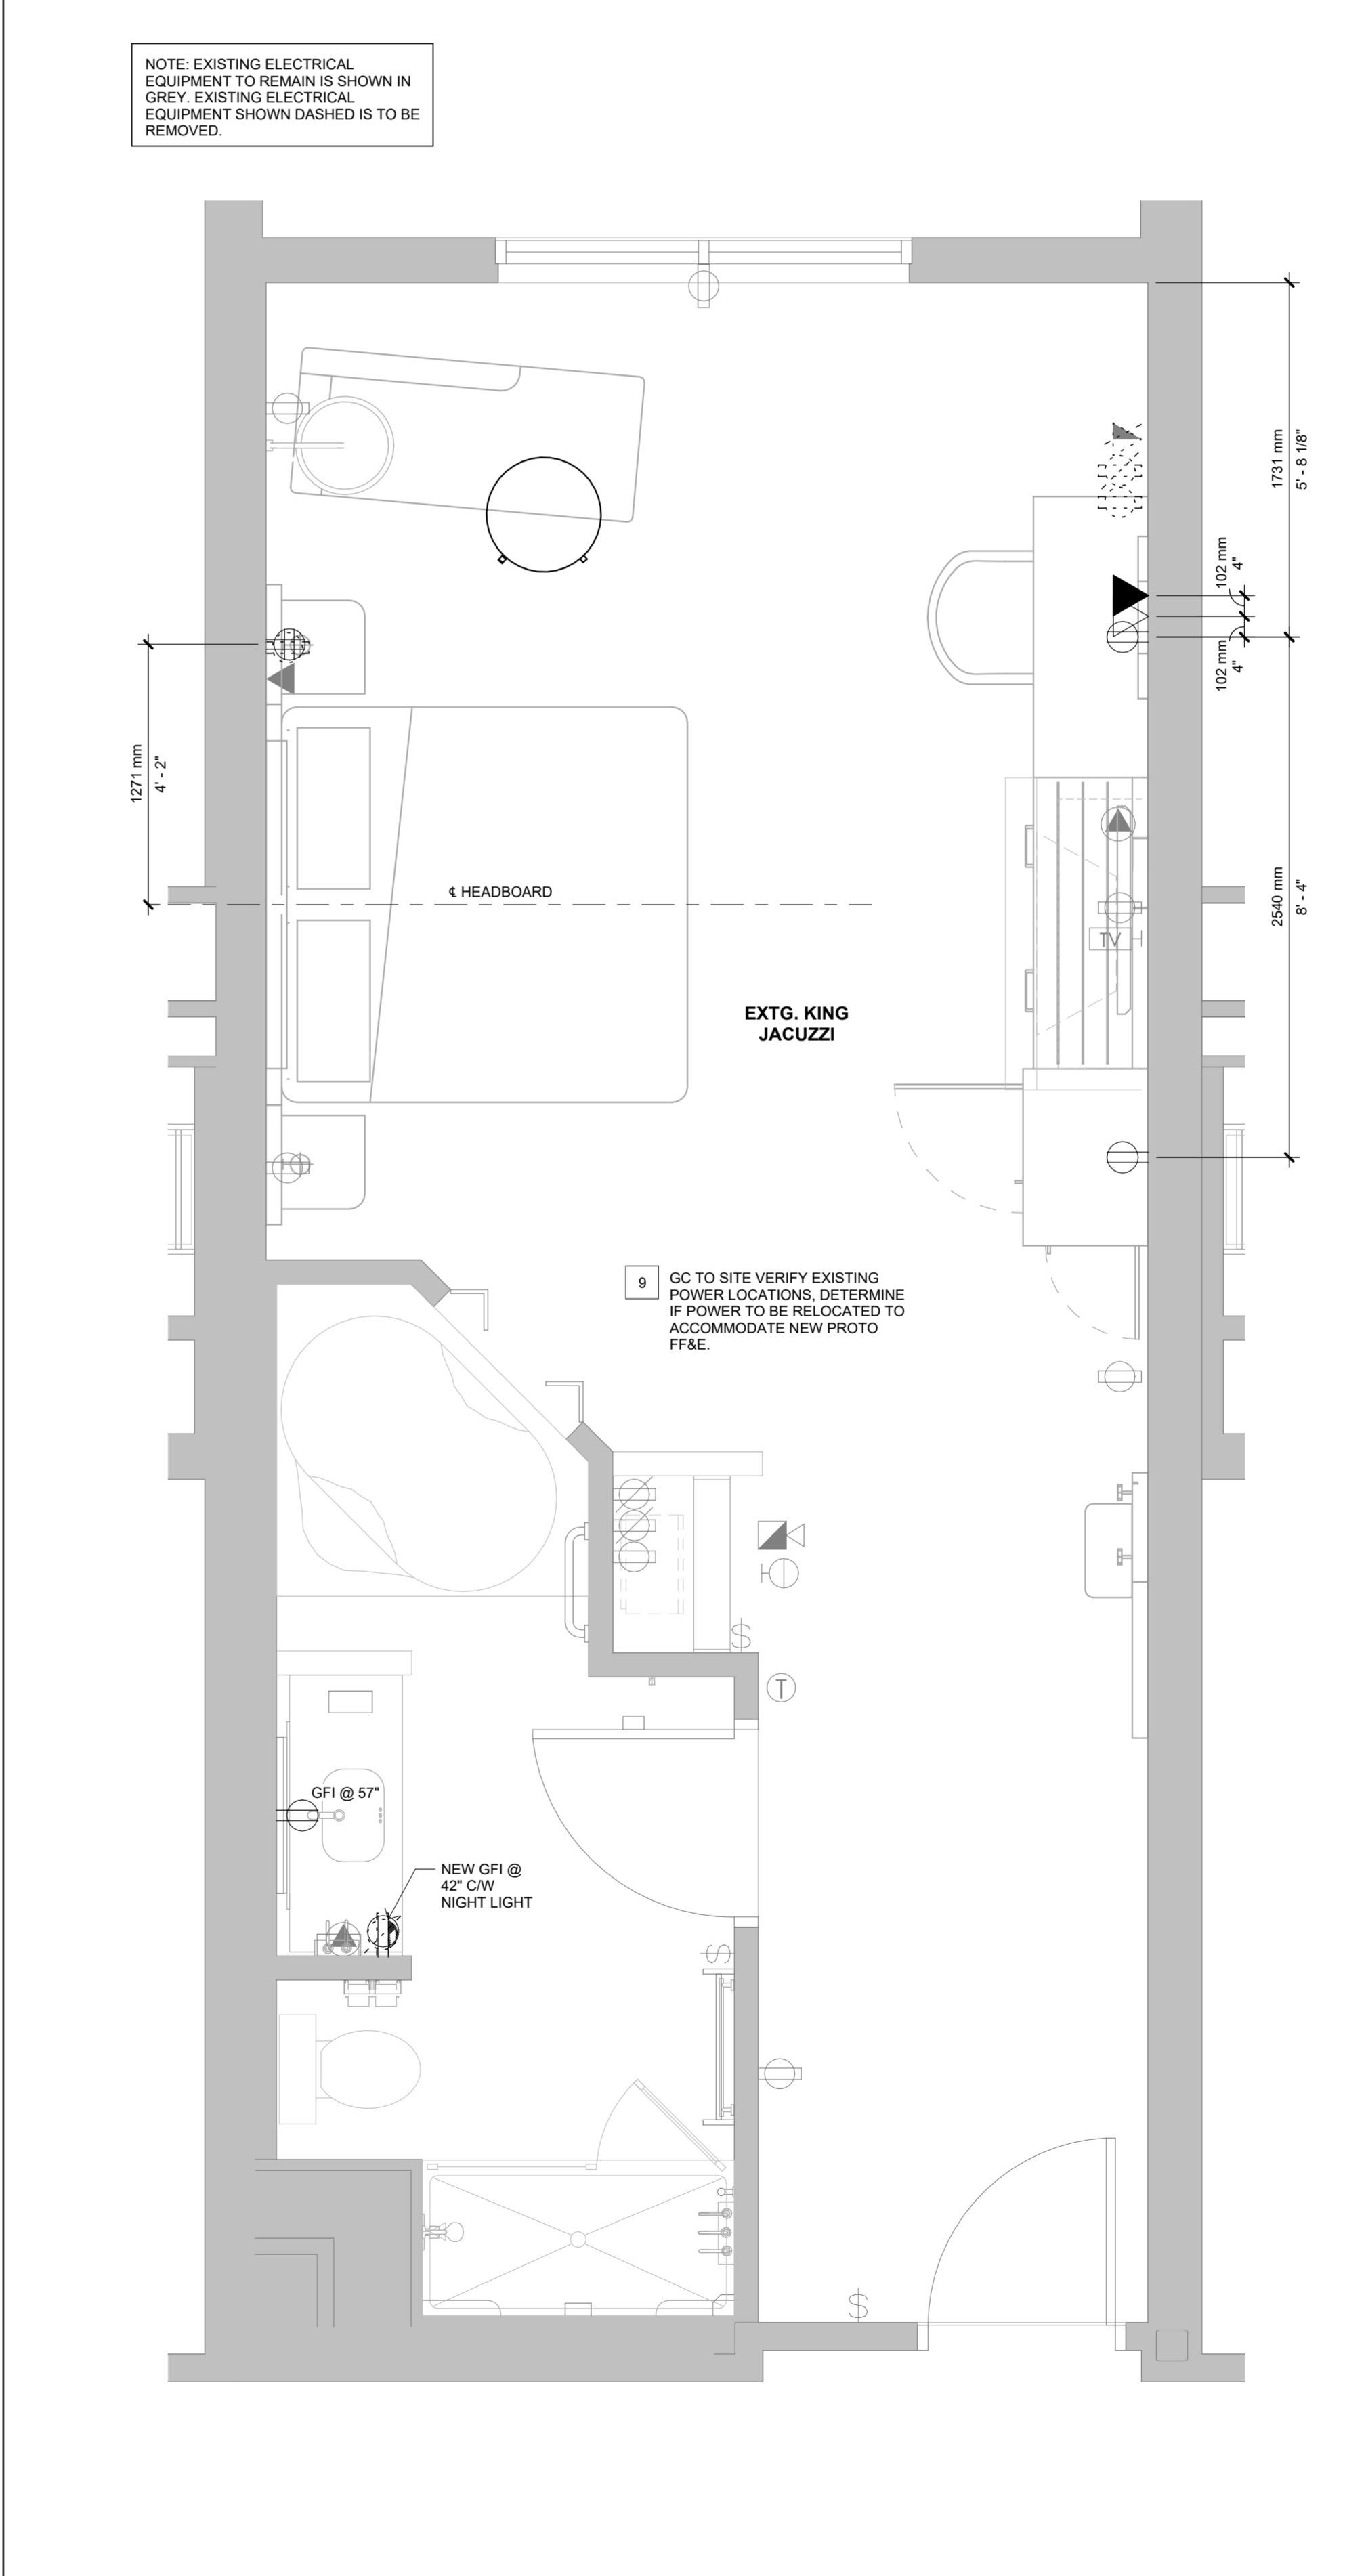 NOTE: EXISTING ELECTRICAL
EQUIPMENT TO REMAIN IS SHOWN IN
GREY. EXISTING ELECTRICAL
EQUIPMENT SHOWN DASHED IS TO BE
REMOVED.
1731 mm
5' - 8 1/8"
102 mm
4"
102 mm
4"
1271 mm
4' - 2"
℄ HEADBOARD
2540 mm
8' - 4"
TV
EXTG. KING
JACUZZI
9
GC TO SITE VERIFY EXISTING
POWER LOCATIONS, DETERMINE
IF POWER TO BE RELOCATED TO
ACCOMMODATE NEW PROTO
FF&E.
$
T
GFI @ 57"
NEW GFI @
42" C/W
NIGHT LIGHT
$
$